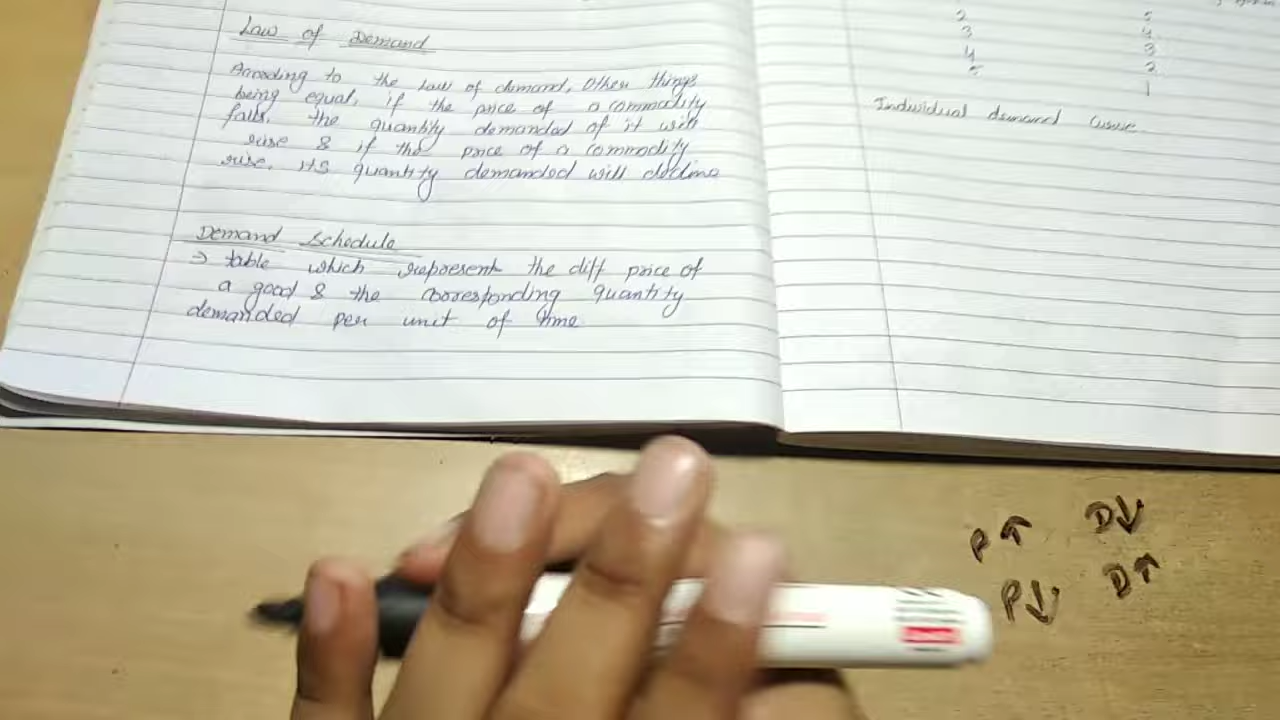 Law of Demand
According to the law of demand, Other things
being equal, if the price of a commodity
falls, the quantity demanded of it will
rise & if the price of a commodity
rise. its quantity demanded will decline
Demand schedule
→ table which represent the diff price of
a good & the corresponding quantity
demanded per unit of time
2 5
3 4
4 3
5 2
1
Individual demand curve
P↑ D↓
P↓ D↑